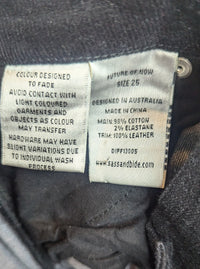 COLOUR DESIGNED
TO FADE
AVOID CONTACT WITH
LIGHT COLOURED
GARMENTS AND
OBJECTS AS COLOUR
MAY TRANSFER
HARDWARE MAY HAVE
SLIGHT VARIATIONS DUE
TO INDIVIDUAL WASH
PROCESS
FUTURE OF NOW
SIZE 25
DESIGNED IN AUSTRALIA
MADE IN CHINA
MAIN: 98% COTTON
2% ELASTANE
TRIM: 100% LEATHER
www.sassandbide.com